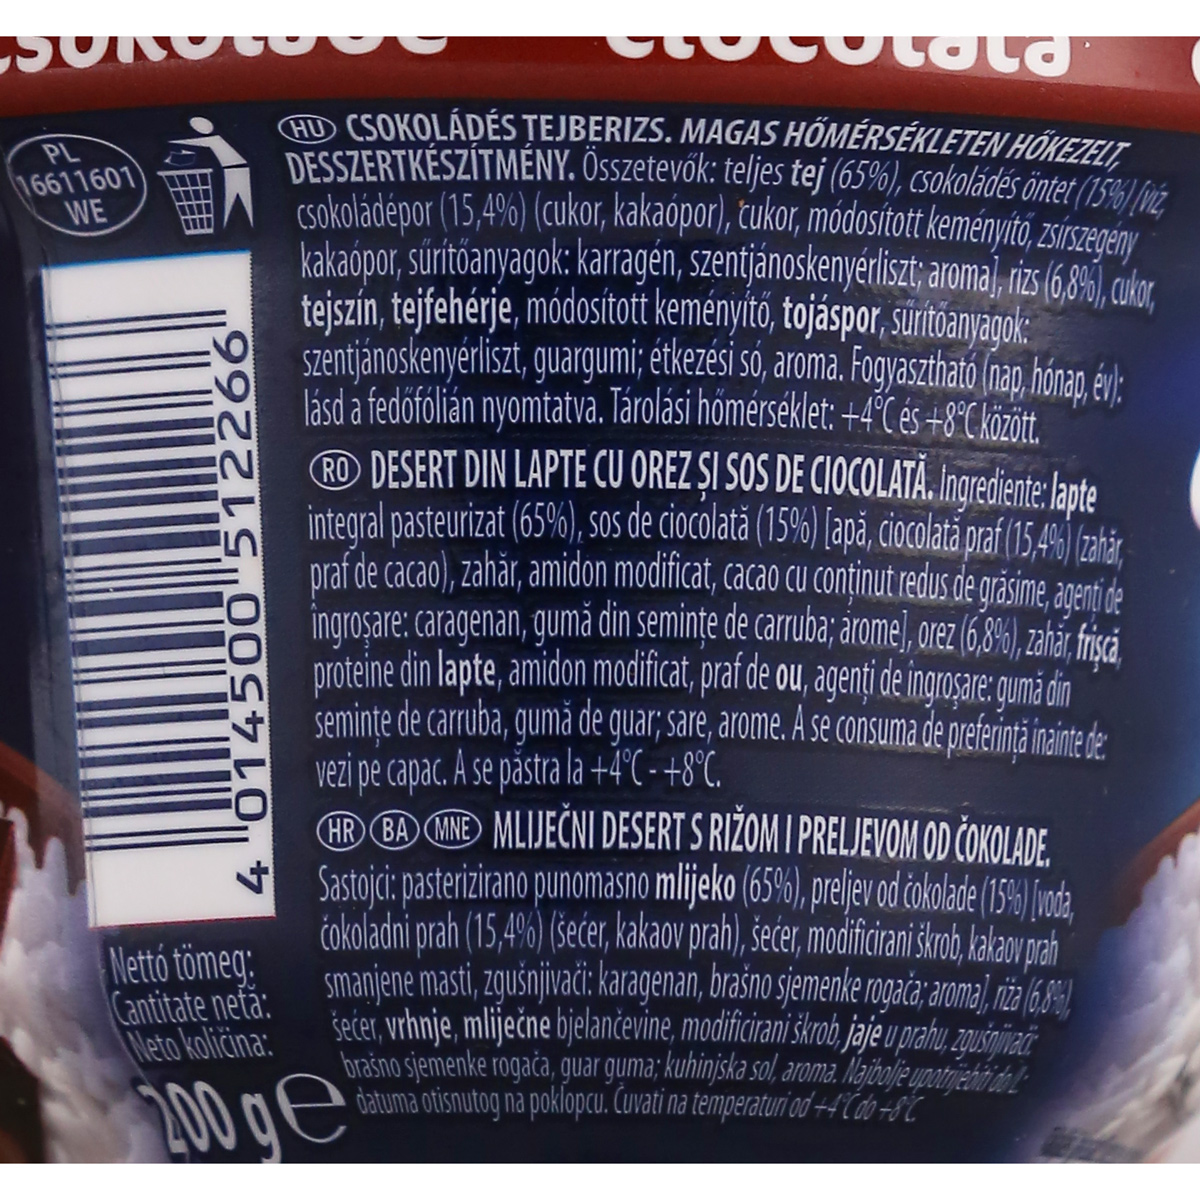 ciocolată
PL
16611601
WE
HU CSOKOLÁDÉS TEJBERIZS. MAGAS HŐMÉRSÉKLETEN HŐKEZELT,
DESSZERTKÉSZÍTMÉNY. Összetevők: teljes tej (65%), csokoládés öntet (15%) [víz,
csokoládépor (15,4%) (cukor, kakaópor), cukor, módosított keményítő, zsírszegény
kakaópor, sűrítőanyagok: karragén, szentjánoskenyérliszt; aroma], rizs (6,8%), cukor,
tejszín, tejfehérje, módosított keményítő, tojáspor, sűrítőanyagok:
szentjánoskenyérliszt, guargumi; étkezési só, aroma. Fogyasztható (nap, hónap, év):
lásd a fedőfólián nyomtatva. Tárolási hőmérséklet: +4°C és +8°C között.
RO DESERT DIN LAPTE CU OREZ ȘI SOS DE CIOCOLATĂ. Ingrediente: lapte
integral pasteurizat (65%), sos de ciocolată (15%) [apă, ciocolată praf (15,4%) (zahăr,
praf de cacao), zahăr, amidon modificat, cacao cu conținut redus de grăsime, agenți de
îngroșare: caragenan, gumă din semințe de carruba; arome], orez (6,8%), zahăr, frișcă,
proteine din lapte, amidon modificat, praf de ou, agenți de îngroșare: gumă din
semințe de carruba, gumă de guar; sare, arome. A se consuma de preferință înainte de:
vezi pe capac. A se păstra la +4°C - +8°C.
HR BA MNE MLIJEČNI DESERT S RIŽOM I PRELJEVOM OD ČOKOLADE.
Sastojci: pasterizirano punomasno mlijeko (65%), preljev od čokolade (15%) [voda,
čokoladni prah (15,4%) (šećer, kakaov prah), šećer, modificirani škrob, kakaov prah
smanjene masti, zgušnjivači: karagenan, brašno sjemenke rogača; aroma], riža (6,8%),
šećer, vrhnje, mliječne bjelančevine, modificirani škrob, jaje u prahu, zgušnjivači:
brašno sjemenke rogača, guar guma; kuhinjska sol, aroma. Najbolje upotrijebiti do
datuma otisnutog na poklopcu. Čuvati na temperaturi od +4°C do +8°C.
4 014500 512266
Nettó tömeg:
Cantitate netă:
Neto količina:
200 g e